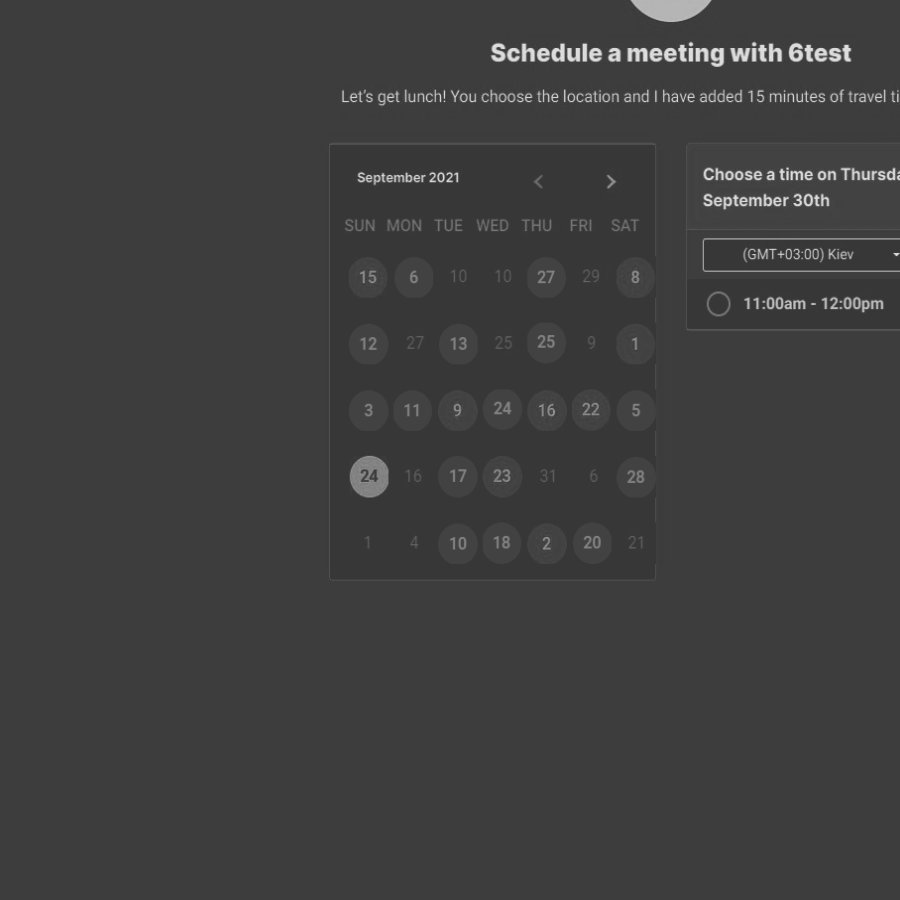 Schedule a meeting with 6test
Let's get lunch! You choose the location and I have added 15 minutes of travel
September 2021
SUN MON TUE WED THU FRI SAT
15 6 10 10 27 29 8
12 27 13 25 25 9 1
3 11 9 24 16 22 5
24 16 17 23 31 6 28
1 4 10 18 2 20 21
Choose a time on
September 30th
(GMT+03:00) Kiev
11:00am - 12:00pm